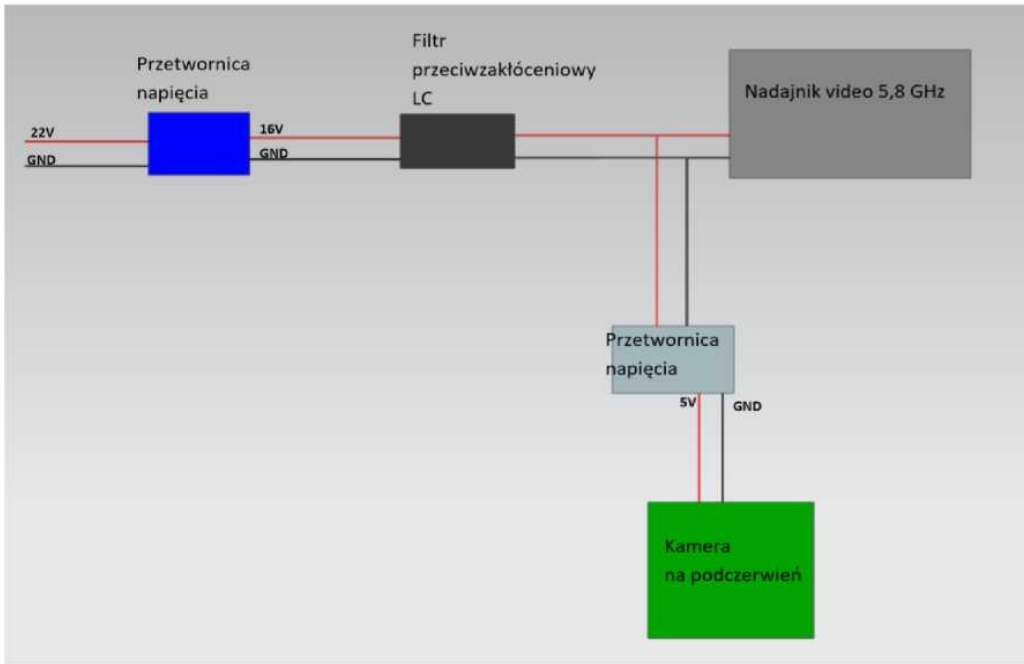 Filtr
przeciwzakłóceniowy
LC
Przetwornica
napięcia
Nadajnik video 5,8 GHz
22V
16V
GND
GND
Przetwornica
napięcia
5V
GND
Kamera
na podczerwień